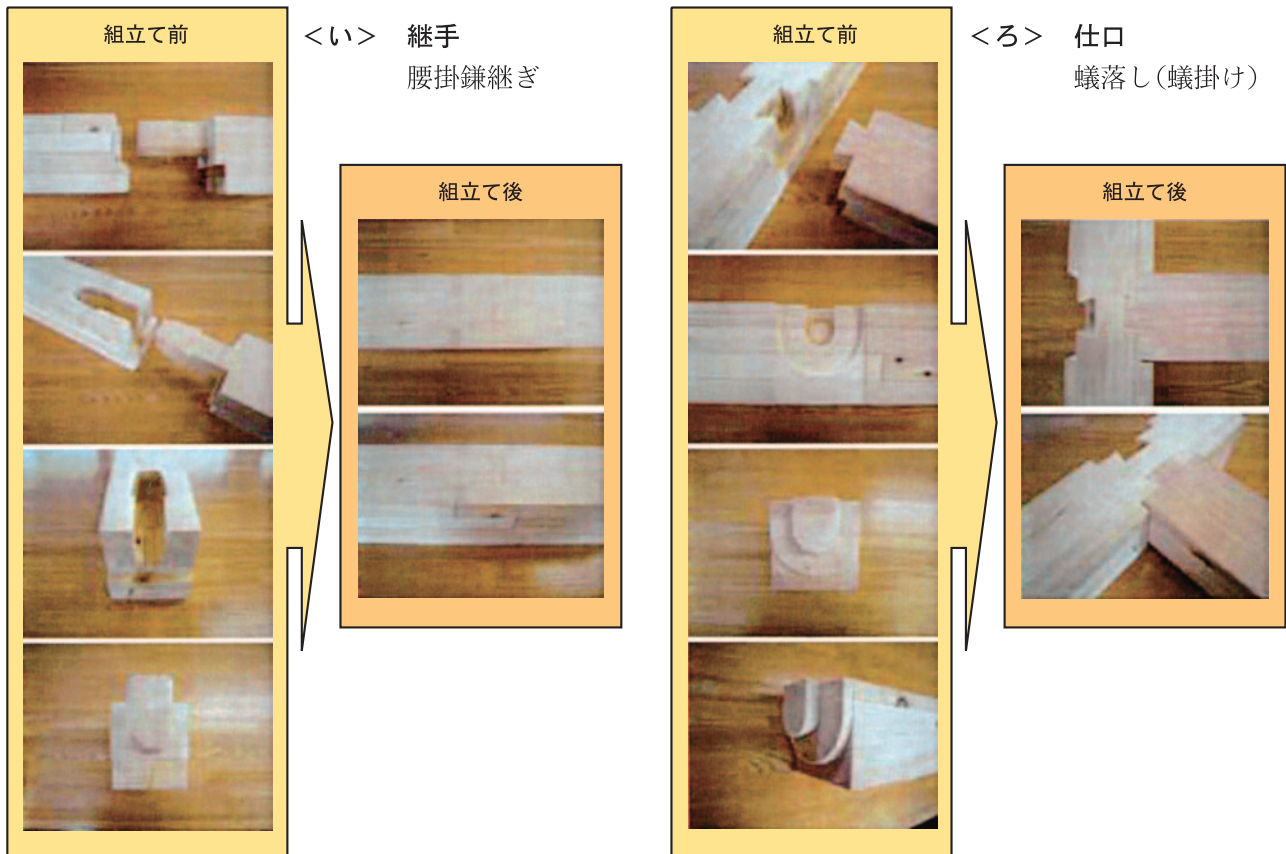 組立て前
<い> 継手
腰掛鎌継ぎ
組立て後
組立て前
<ろ> 仕口
蟻落し(蟻掛け)
組立て後